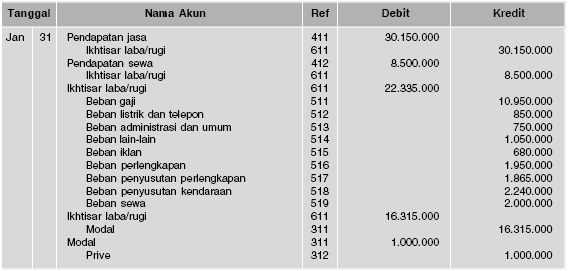 Tanggal Nama Akun Ref Debit Kredit
Jan 31 Pendapatan jasa 411 30.150.000
Ikhtisar laba/rugi 611 30.150.000
Pendapatan sewa 412 8.500.000
Ikhtisar laba/rugi 611 8.500.000
Ikhtisar laba/rugi 611 22.335.000
Beban gaji 511 10.950.000
Beban listrik dan telepon 512 850.000
Beban administrasi dan umum 513 750.000
Beban lain-lain 514 1.050.000
Beban iklan 515 680.000
Beban perlengkapan 516 1.950.000
Beban penyusutan perlengkapan 517 1.865.000
Beban penyusutan kendaraan 518 2.240.000
Beban sewa 519 2.000.000
Ikhtisar laba/rugi 611 16.315.000
Modal 311 16.315.000
Modal 311 1.000.000
Prive 312 1.000.000